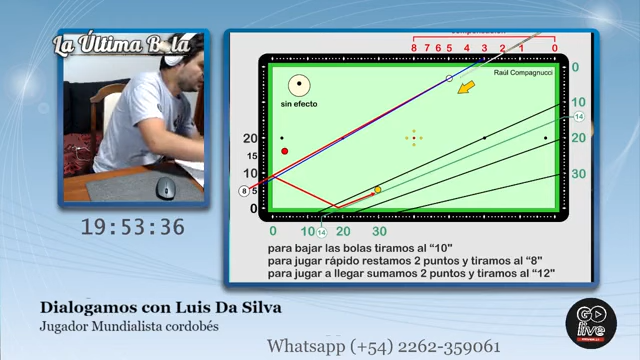 La Última Bola
compensación
8 7 6 5 4 3 2 1 0
Raúl Compagnucci
sin efecto
0
10
14
20
30
20
15
10
8
5
0
0 10 14 20 30
para bajar las bolas tiramos al “10”
para jugar rápido restamos 2 puntos y tiramos al “8”
para jugar a llegar sumamos 2 puntos y tiramos al “12”
19:53:36
Dialogamos con Luis Da Silva
Jugador Mundialista cordobés
Whatsapp (+54) 2262-359061
GO
live